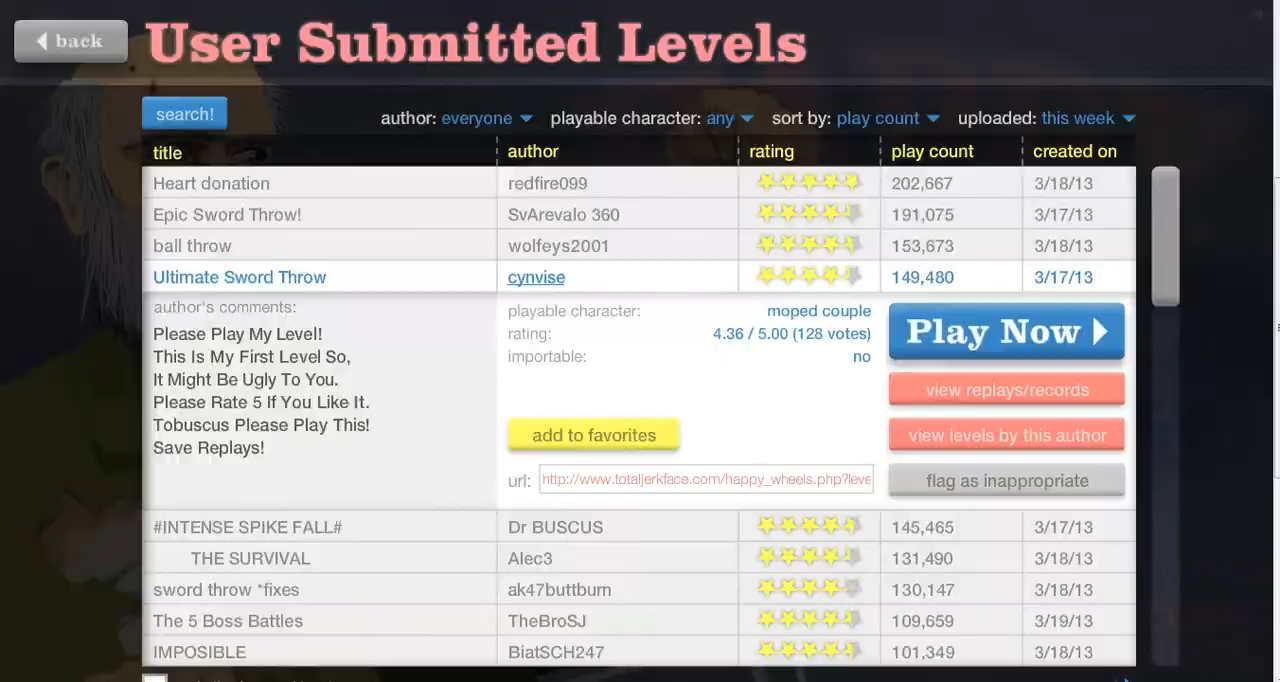 back
User Submitted Levels
search!
author: everyone playable character: any sort by: play count uploaded: this week
title author rating play count created on
Heart donation redfire099 202,667 3/18/13
Epic Sword Throw! SvArevalo 360 191,075 3/17/13
ball throw wolfeys2001 153,673 3/18/13
Ultimate Sword Throw cynvise 149,480 3/17/13
author's comments:
Please Play My Level!
This Is My First Level So,
It Might Be Ugly To You.
Please Rate 5 If You Like It.
Tobuscus Please Play This!
Save Replays!
playable character: moped couple
rating: 4.36 / 5.00 (128 votes)
importable: no
add to favorites
url: http://www.totaljerkface.com/happy_wheels.php?leve
Play Now
view replays/records
view levels by this author
flag as inappropriate
#INTENSE SPIKE FALL# Dr BUSCUS 145,465 3/17/13
THE SURVIVAL Alec3 131,490 3/18/13
sword throw *fixes ak47buttburn 130,147 3/18/13
The 5 Boss Battles TheBroSJ 109,659 3/19/13
IMPOSIBLE BiatSCH247 101,349 3/18/13